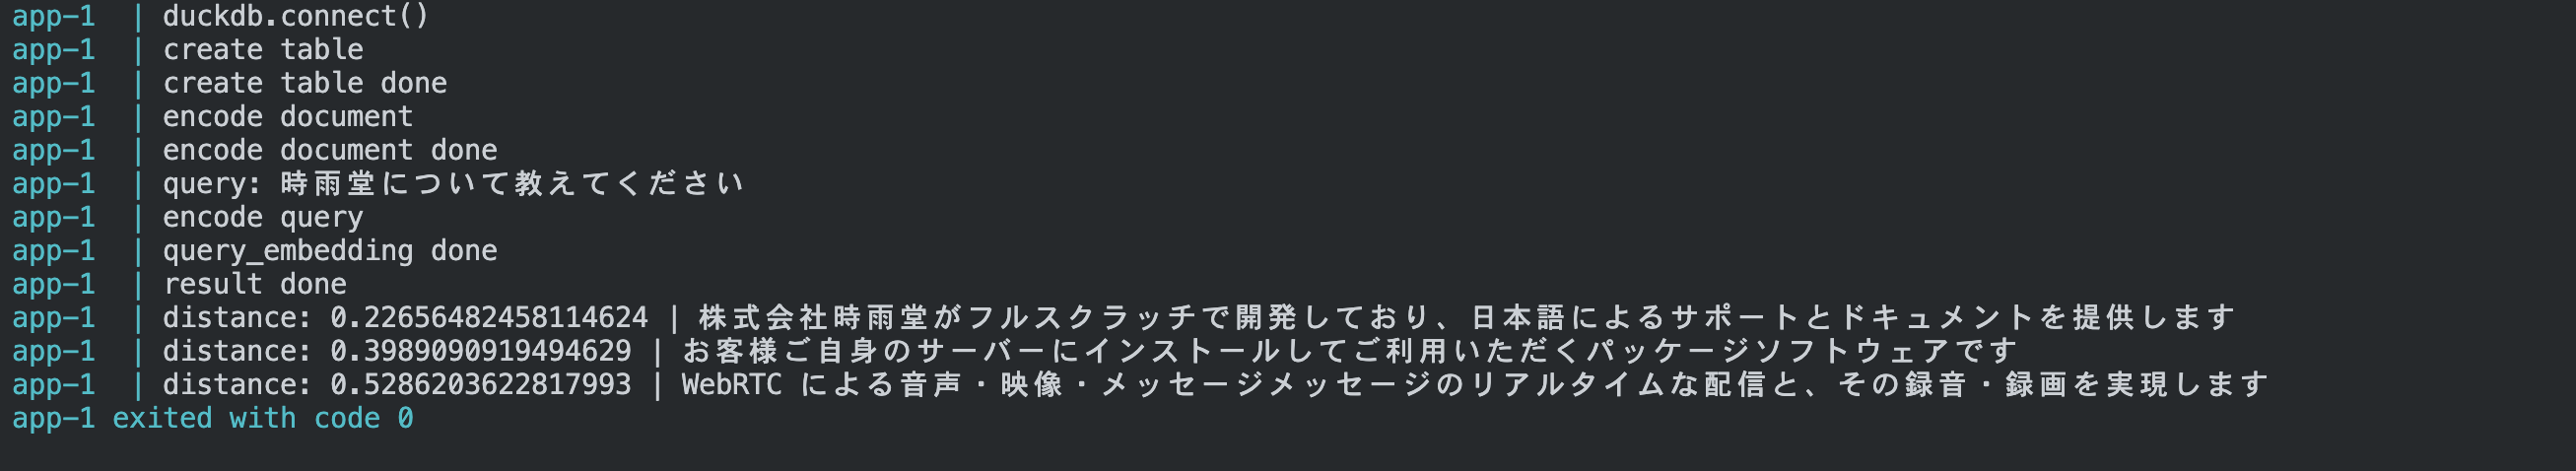 app-1  | duckdb.connect()
app-1  | create table
app-1  | create table done
app-1  | encode document
app-1  | encode document done
app-1  | query: 時雨堂について教えてください
app-1  | encode query
app-1  | query_embedding done
app-1  | result done
app-1  | distance: 0.22656482458114624 | 株式会社時雨堂がフルスクラッチで開発しており、日本語によるサポートとドキュメントを提供します
app-1  | distance: 0.3989090919494629 | お客様ご自身のサーバーにインストールしてご利用いただくパッケージソフトウェアです
app-1  | distance: 0.5286203622817993 | WebRTC による音声・映像・メッセージメッセージのリアルタイムな配信と、その録音・録画を実現します
app-1 exited with code 0